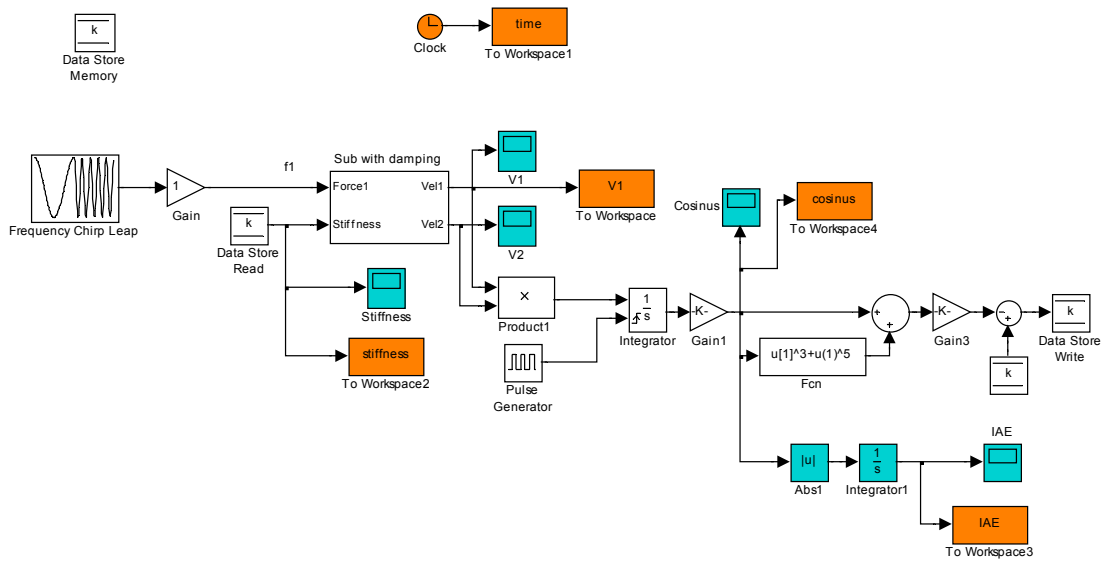 k
Data Store
Memory
Clock
time
To Workspace1
Frequency Chirp Leap
1
Gain
f1
Sub with damping
Force1
Stiffness
Vel1
Vel2
k
Data Store
Read
V1
V2
V1
To Workspace
Stiffness
stiffness
To Workspace2
×
Product1
Pulse
Generator
1
s
Integrator
-K-
Gain1
Cosinus
cosinus
To Workspace4
u[1]^3+u(1)^5
Fcn
+
+
-K-
Gain3
−
+
k
k
Data Store
Write
|u|
Abs1
1
s
Integrator1
IAE
IAE
To Workspace3